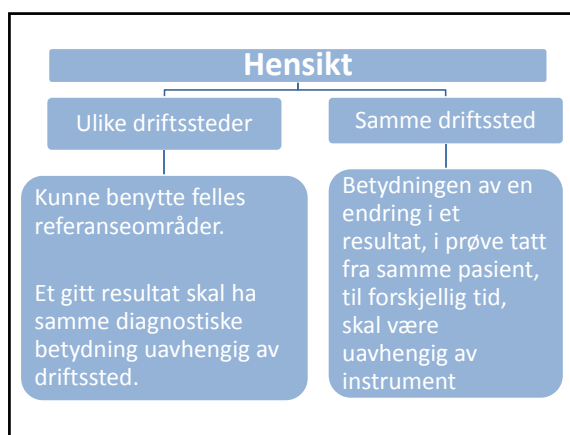 Hensikt
Ulike driftssteder
Samme driftssted
Kunne benytte felles
referanseområder.
Et gitt resultat skal ha
samme diagnostiske
betydning uavhengig av
driftssted.
Betydningen av en
endring i et
resultat, i prøve tatt
fra samme pasient,
til forskjellig tid,
skal være
uavhengig av
instrument